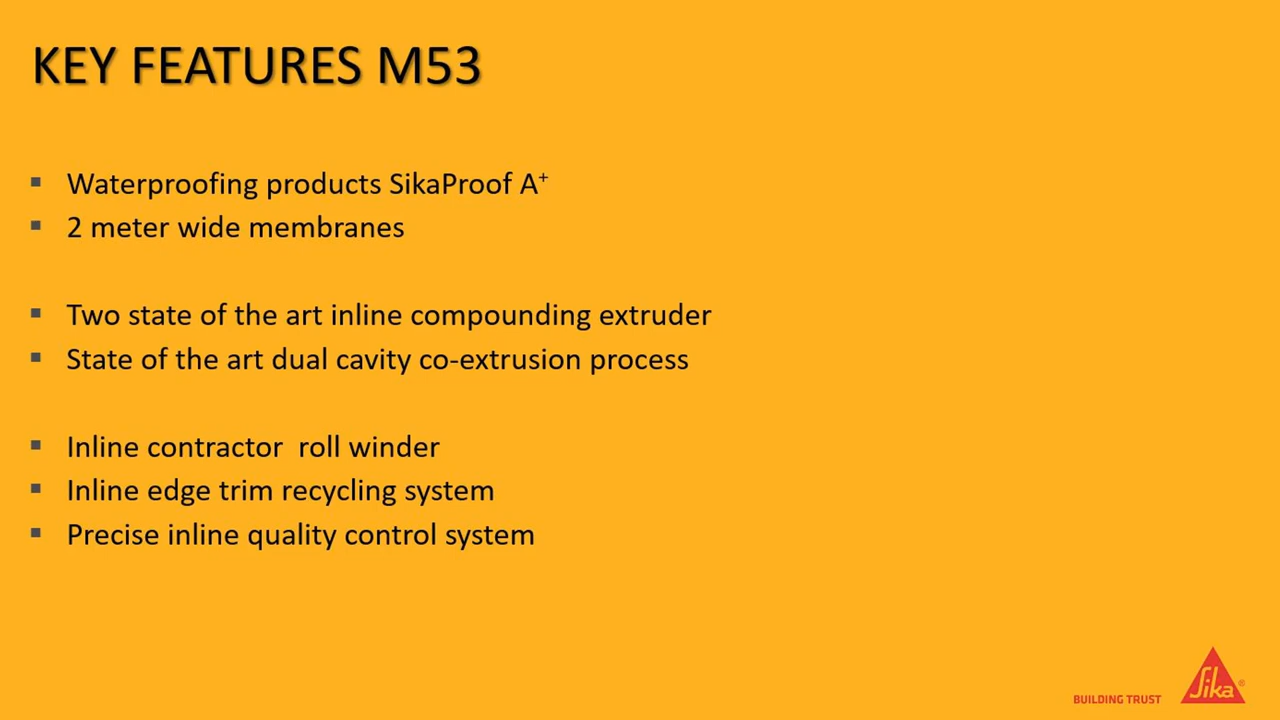 KEY FEATURES M53
▪ Waterproofing products SikaProof A⁺
▪ 2 meter wide membranes
▪ Two state of the art inline compounding extruder
▪ State of the art dual cavity co-extrusion process
▪ Inline contractor  roll winder
▪ Inline edge trim recycling system
▪ Precise inline quality control system
BUILDING TRUST
Sika®